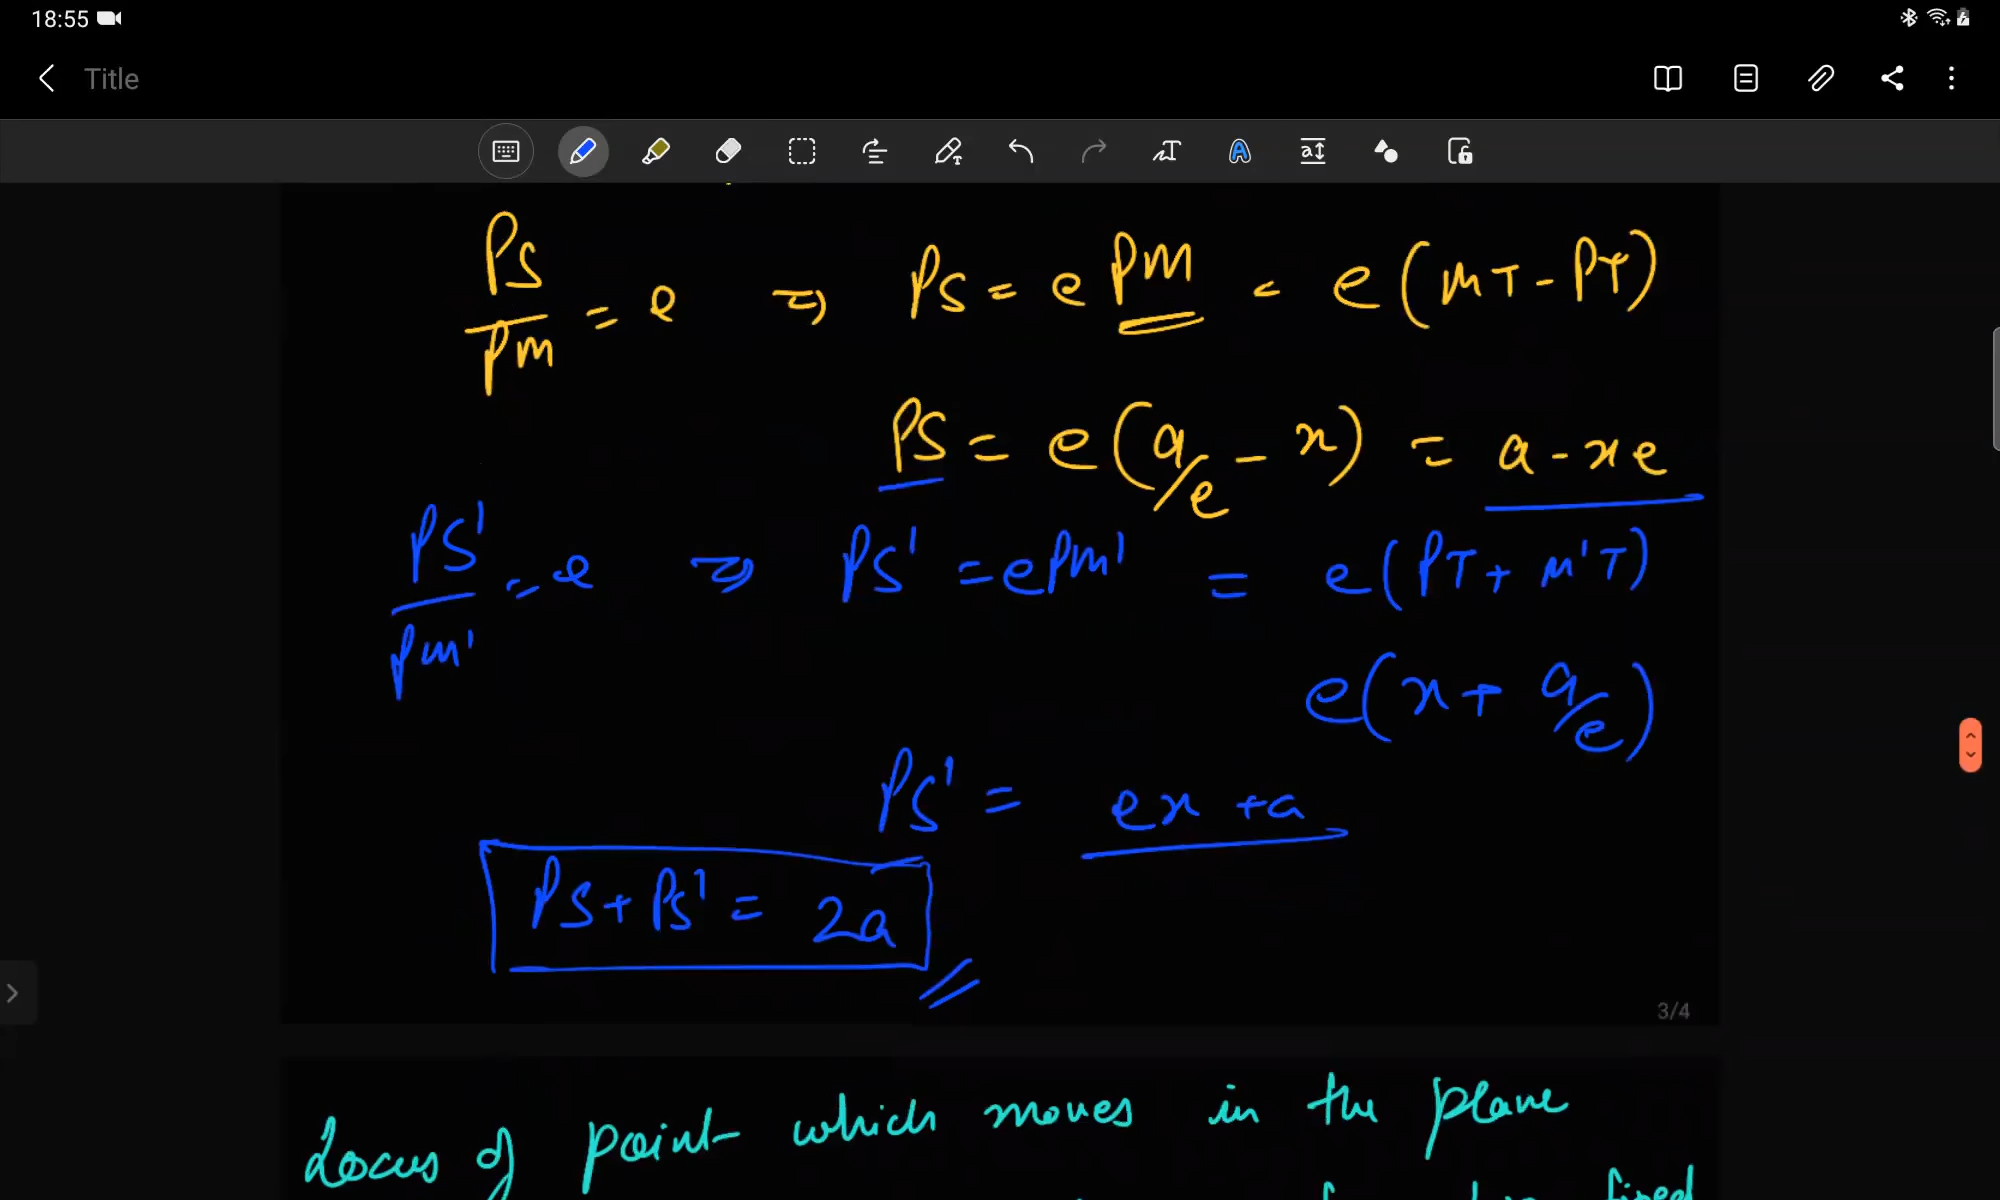 18:55
Title
PS/PM = e ⇒ PS = e PM = e(MT - PT)
PS = e(a/e - x) = a - xe
PS'/PM' = e ⇒ PS' = ePM' = e(PT + M'T)
e(x + a/e)
PS' = ex + a
PS + PS' = 2a
3/4
Locus of point which moves in the plane
fixed